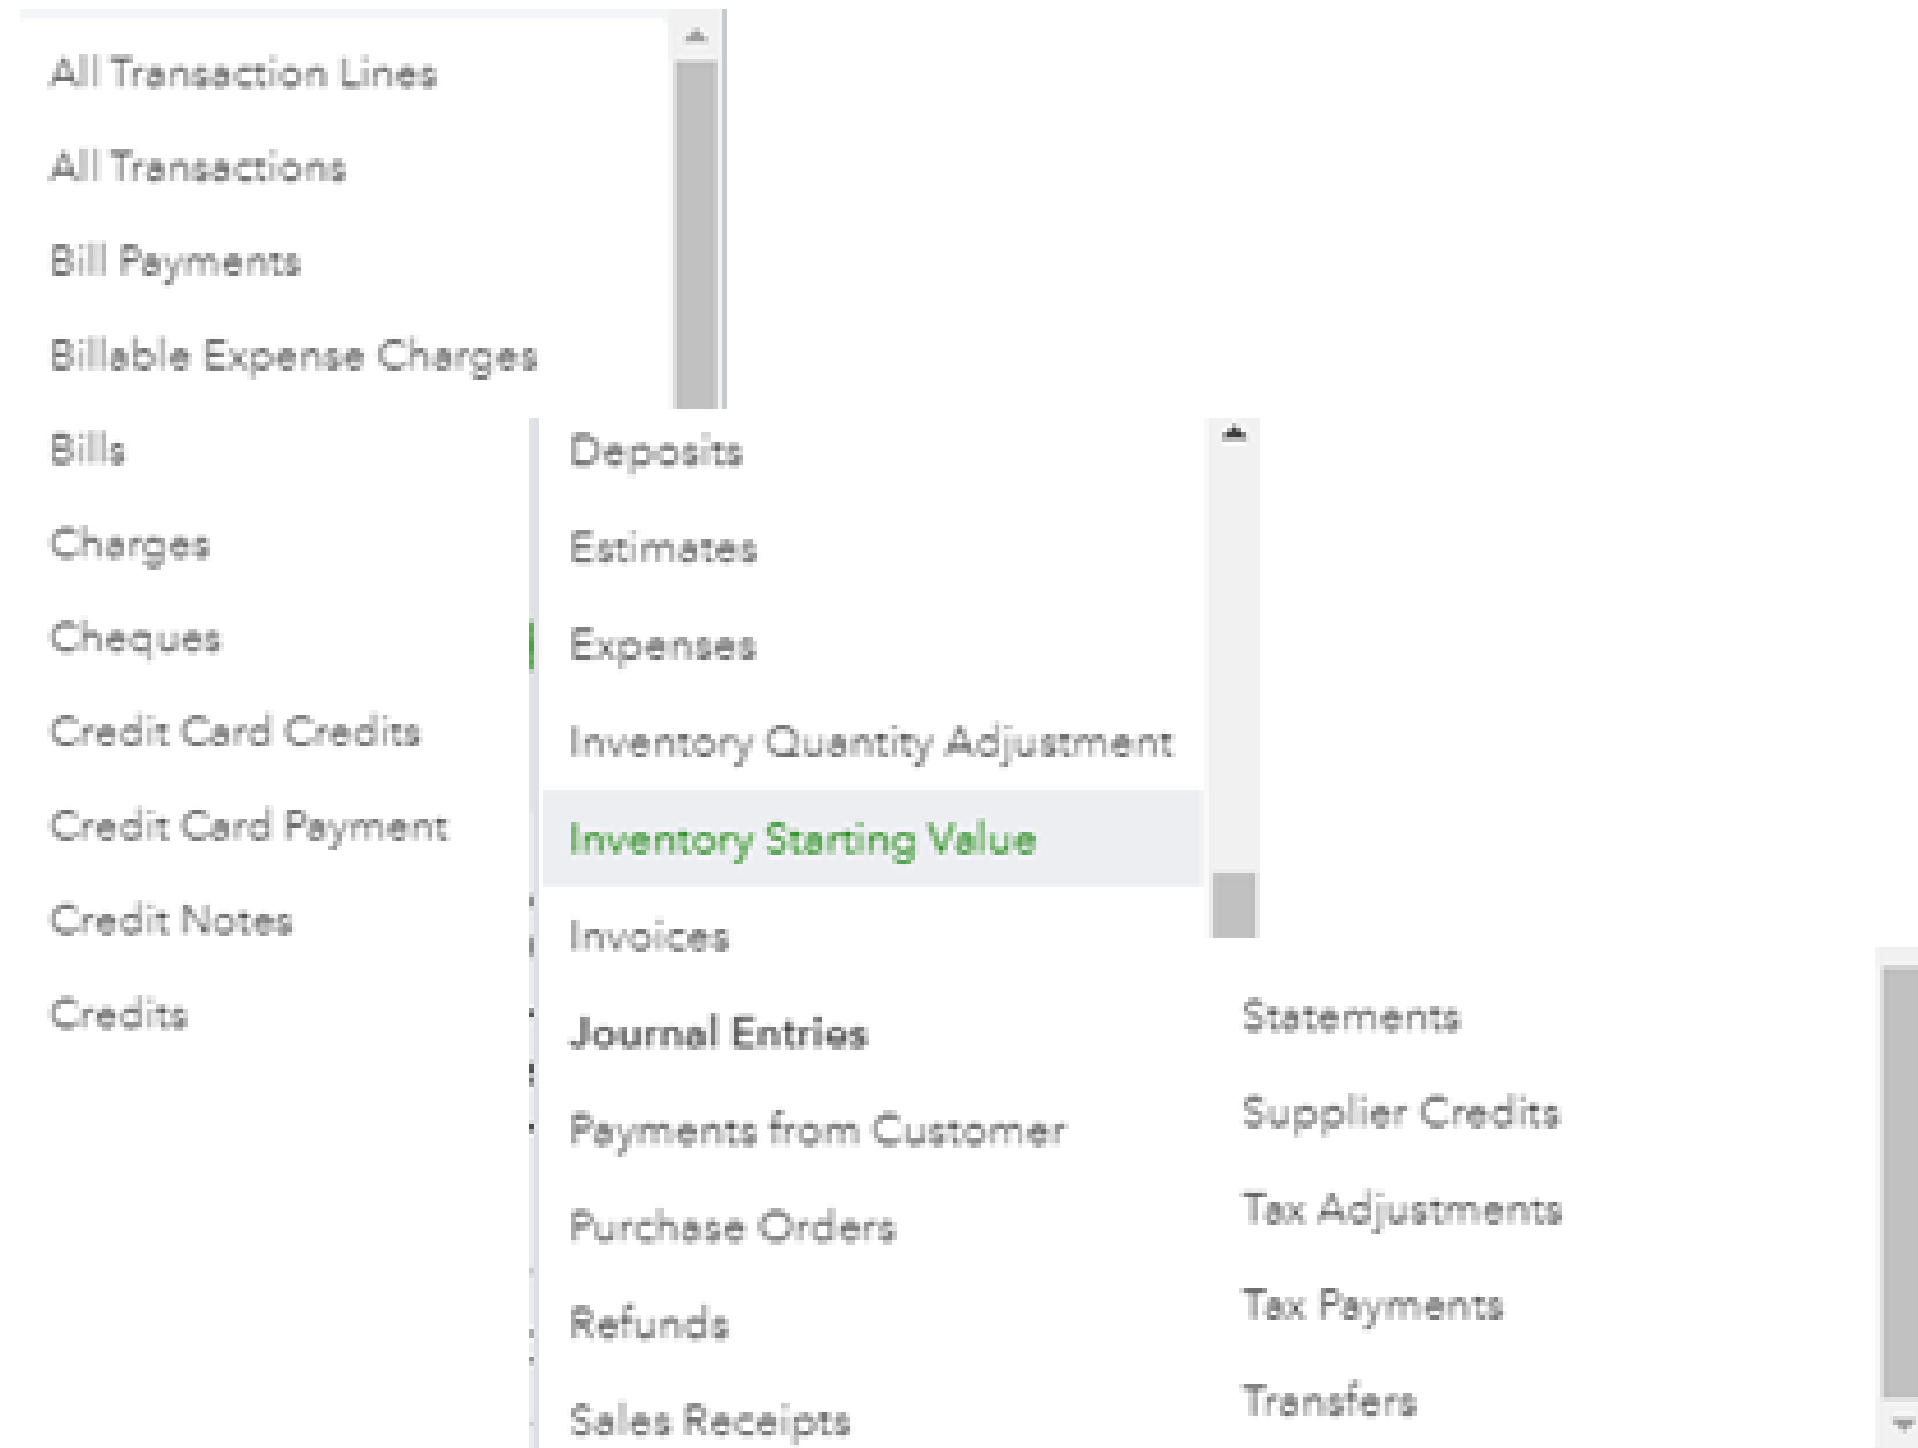 All Transaction Lines
All Transactions
Bill Payments
Billable Expense Charges
Bills
Charges
Cheques
Credit Card Credits
Credit Card Payment
Credit Notes
Credits
Deposits
Estimates
Expenses
Inventory Quantity Adjustment
Inventory Starting Value
Invoices
Journal Entries
Payments from Customer
Purchase Orders
Refunds
Sales Receipts
Statements
Supplier Credits
Tax Adjustments
Tax Payments
Transfers